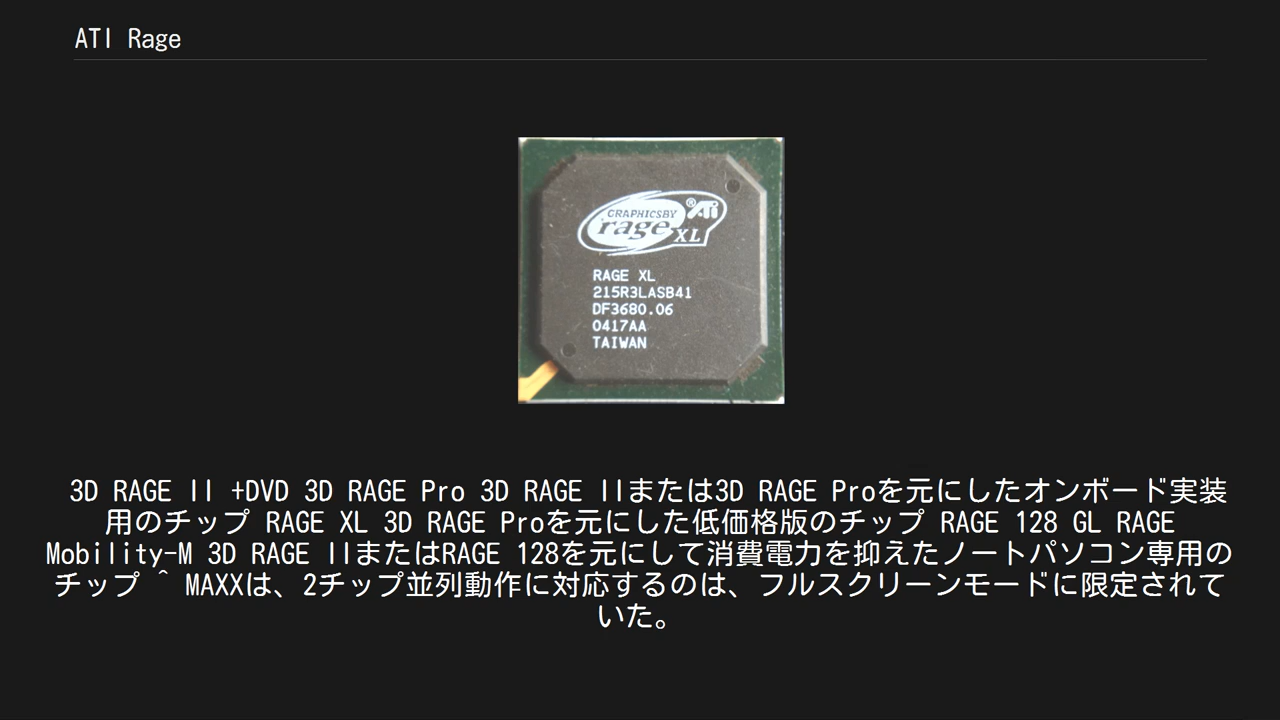 ATI Rage
GRAPHICS BY
ATi
rage
XL
RAGE XL
215R3LASB41
DF3680.06
0417AA
TAIWAN
3D RAGE II +DVD 3D RAGE Pro 3D RAGE IIまたは3D RAGE Proを元にしたオンボード実装
用のチップ RAGE XL 3D RAGE Proを元にした低価格版のチップ RAGE 128 GL RAGE
Mobility-M 3D RAGE IIまたはRAGE 128を元にして消費電力を抑えたノートパソコン専用の
チップ ^ MAXXは、2チップ並列動作に対応するのは、フルスクリーンモードに限定されて
いた。